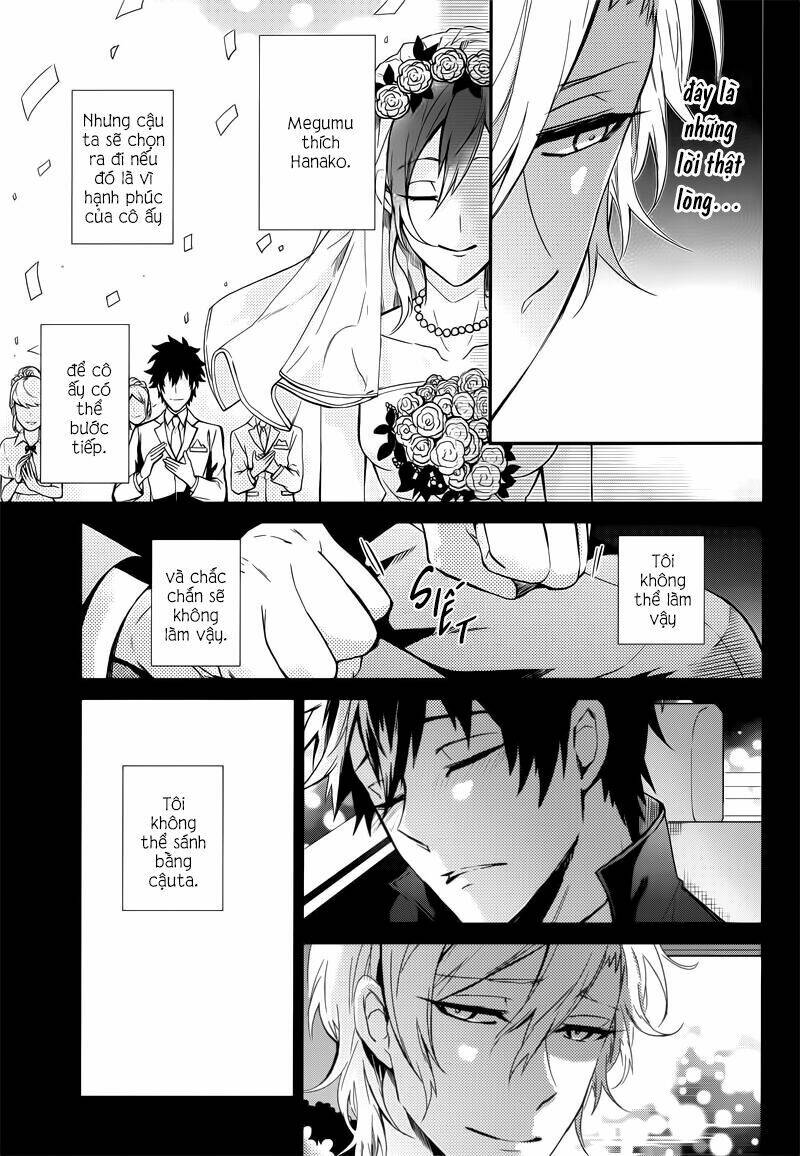 đây là
những
lời thật
lòng...
Megumu
thích
Hanako.
Nhưng cậu
ta sẽ chọn
ra đi nếu
đó là vì
hạnh phúc
của cô ấy
để cô
ấy có
thể
bước
tiếp.
Tôi
không
thể làm
vậy
SIẾT
và chắc
chắn sẽ
không
làm vậy.
Tôi
không
thể sánh
bằng
cậuta.